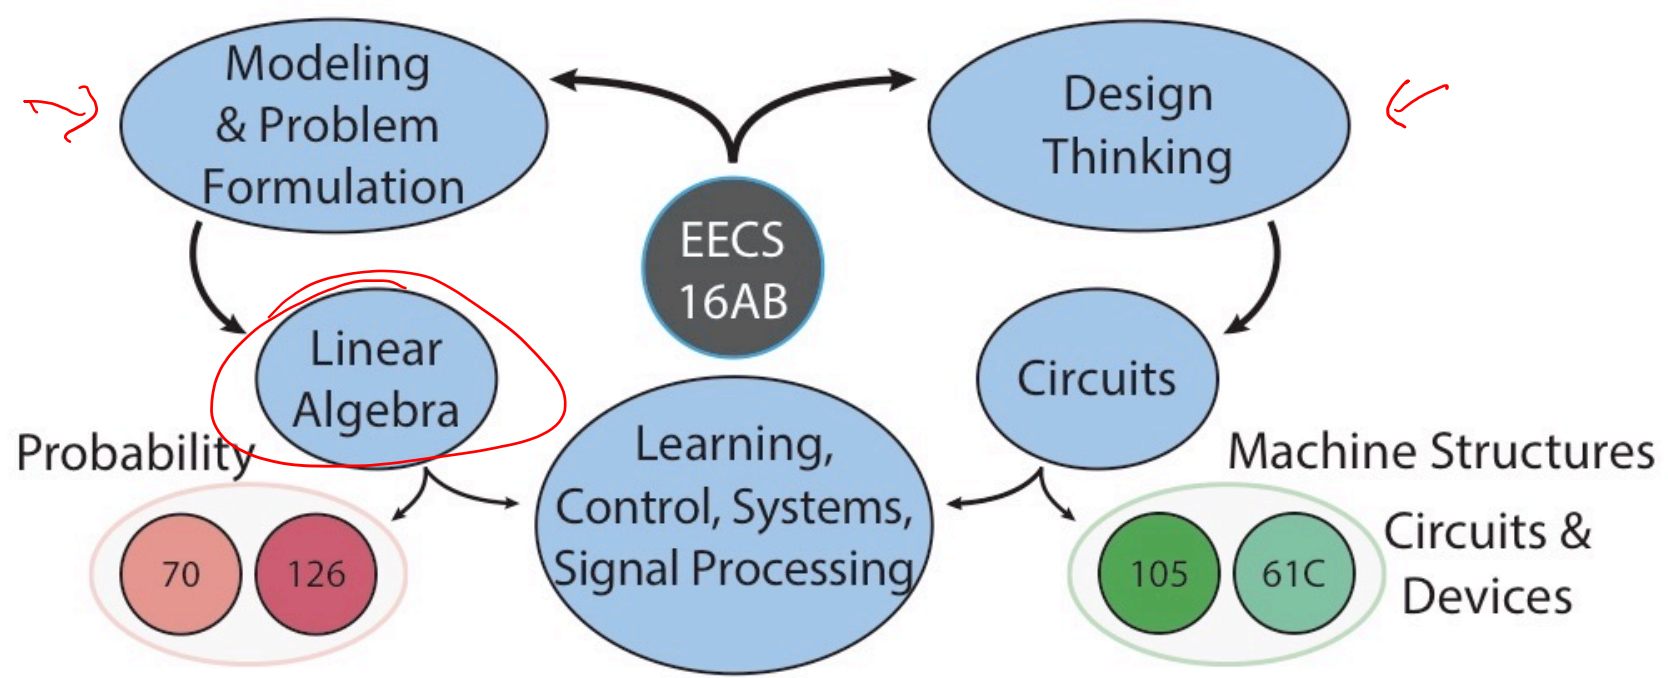 Modeling
& Problem
Formulation
Design
Thinking
EECS
16AB
Linear
Algebra
Circuits
Learning,
Control, Systems,
Signal Processing
Probability
70
126
Machine Structures
Circuits &
Devices
105
61C